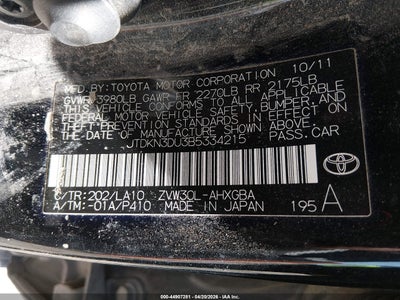 MFD. BY: TOYOTA MOTOR CORPORATION 10/11
GVWR 3980LB GAWR FR 2270LB RR 2175LB
THIS VEHICLE CONFORMS TO ALL APPLICABLE
FEDERAL MOTOR VEHICLE SAFETY, BUMPER, AND
THEFT PREVENTION STANDARDS IN EFFECT ON
THE DATE OF MANUFACTURE SHOWN ABOVE.
JTDKN3DU3B5334215 PASS. CAR
C/TR: 202/LA10 ZVW30L-AHXGBA
TM: -01A/P410 MADE IN JAPAN 195 A
TOYOTA
000-44907281 - 04/20/2026 - IAA